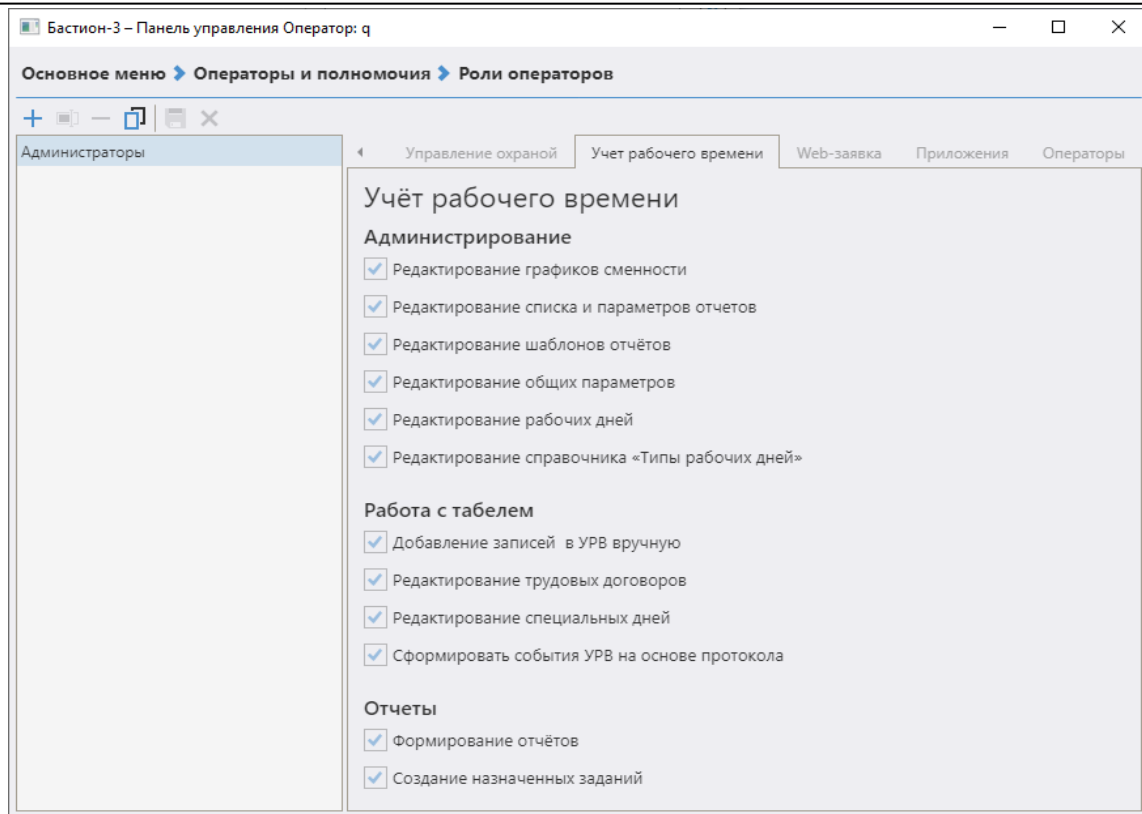 Бастион-3 – Панель управления Оператор: q
Основное меню Операторы и полномочия Роли операторов
Администраторы
Управление охраной Учет рабочего времени Web-заявка Приложения Операторы
Учёт рабочего времени
Администрирование
Редактирование графиков сменности
Редактирование списка и параметров отчетов
Редактирование шаблонов отчётов
Редактирование общих параметров
Редактирование рабочих дней
Редактирование справочника «Типы рабочих дней»
Работа с табелем
Добавление записей в УРВ вручную
Редактирование трудовых договоров
Редактирование специальных дней
Сформировать события УРВ на основе протокола
Отчеты
Формирование отчётов
Создание назначенных заданий